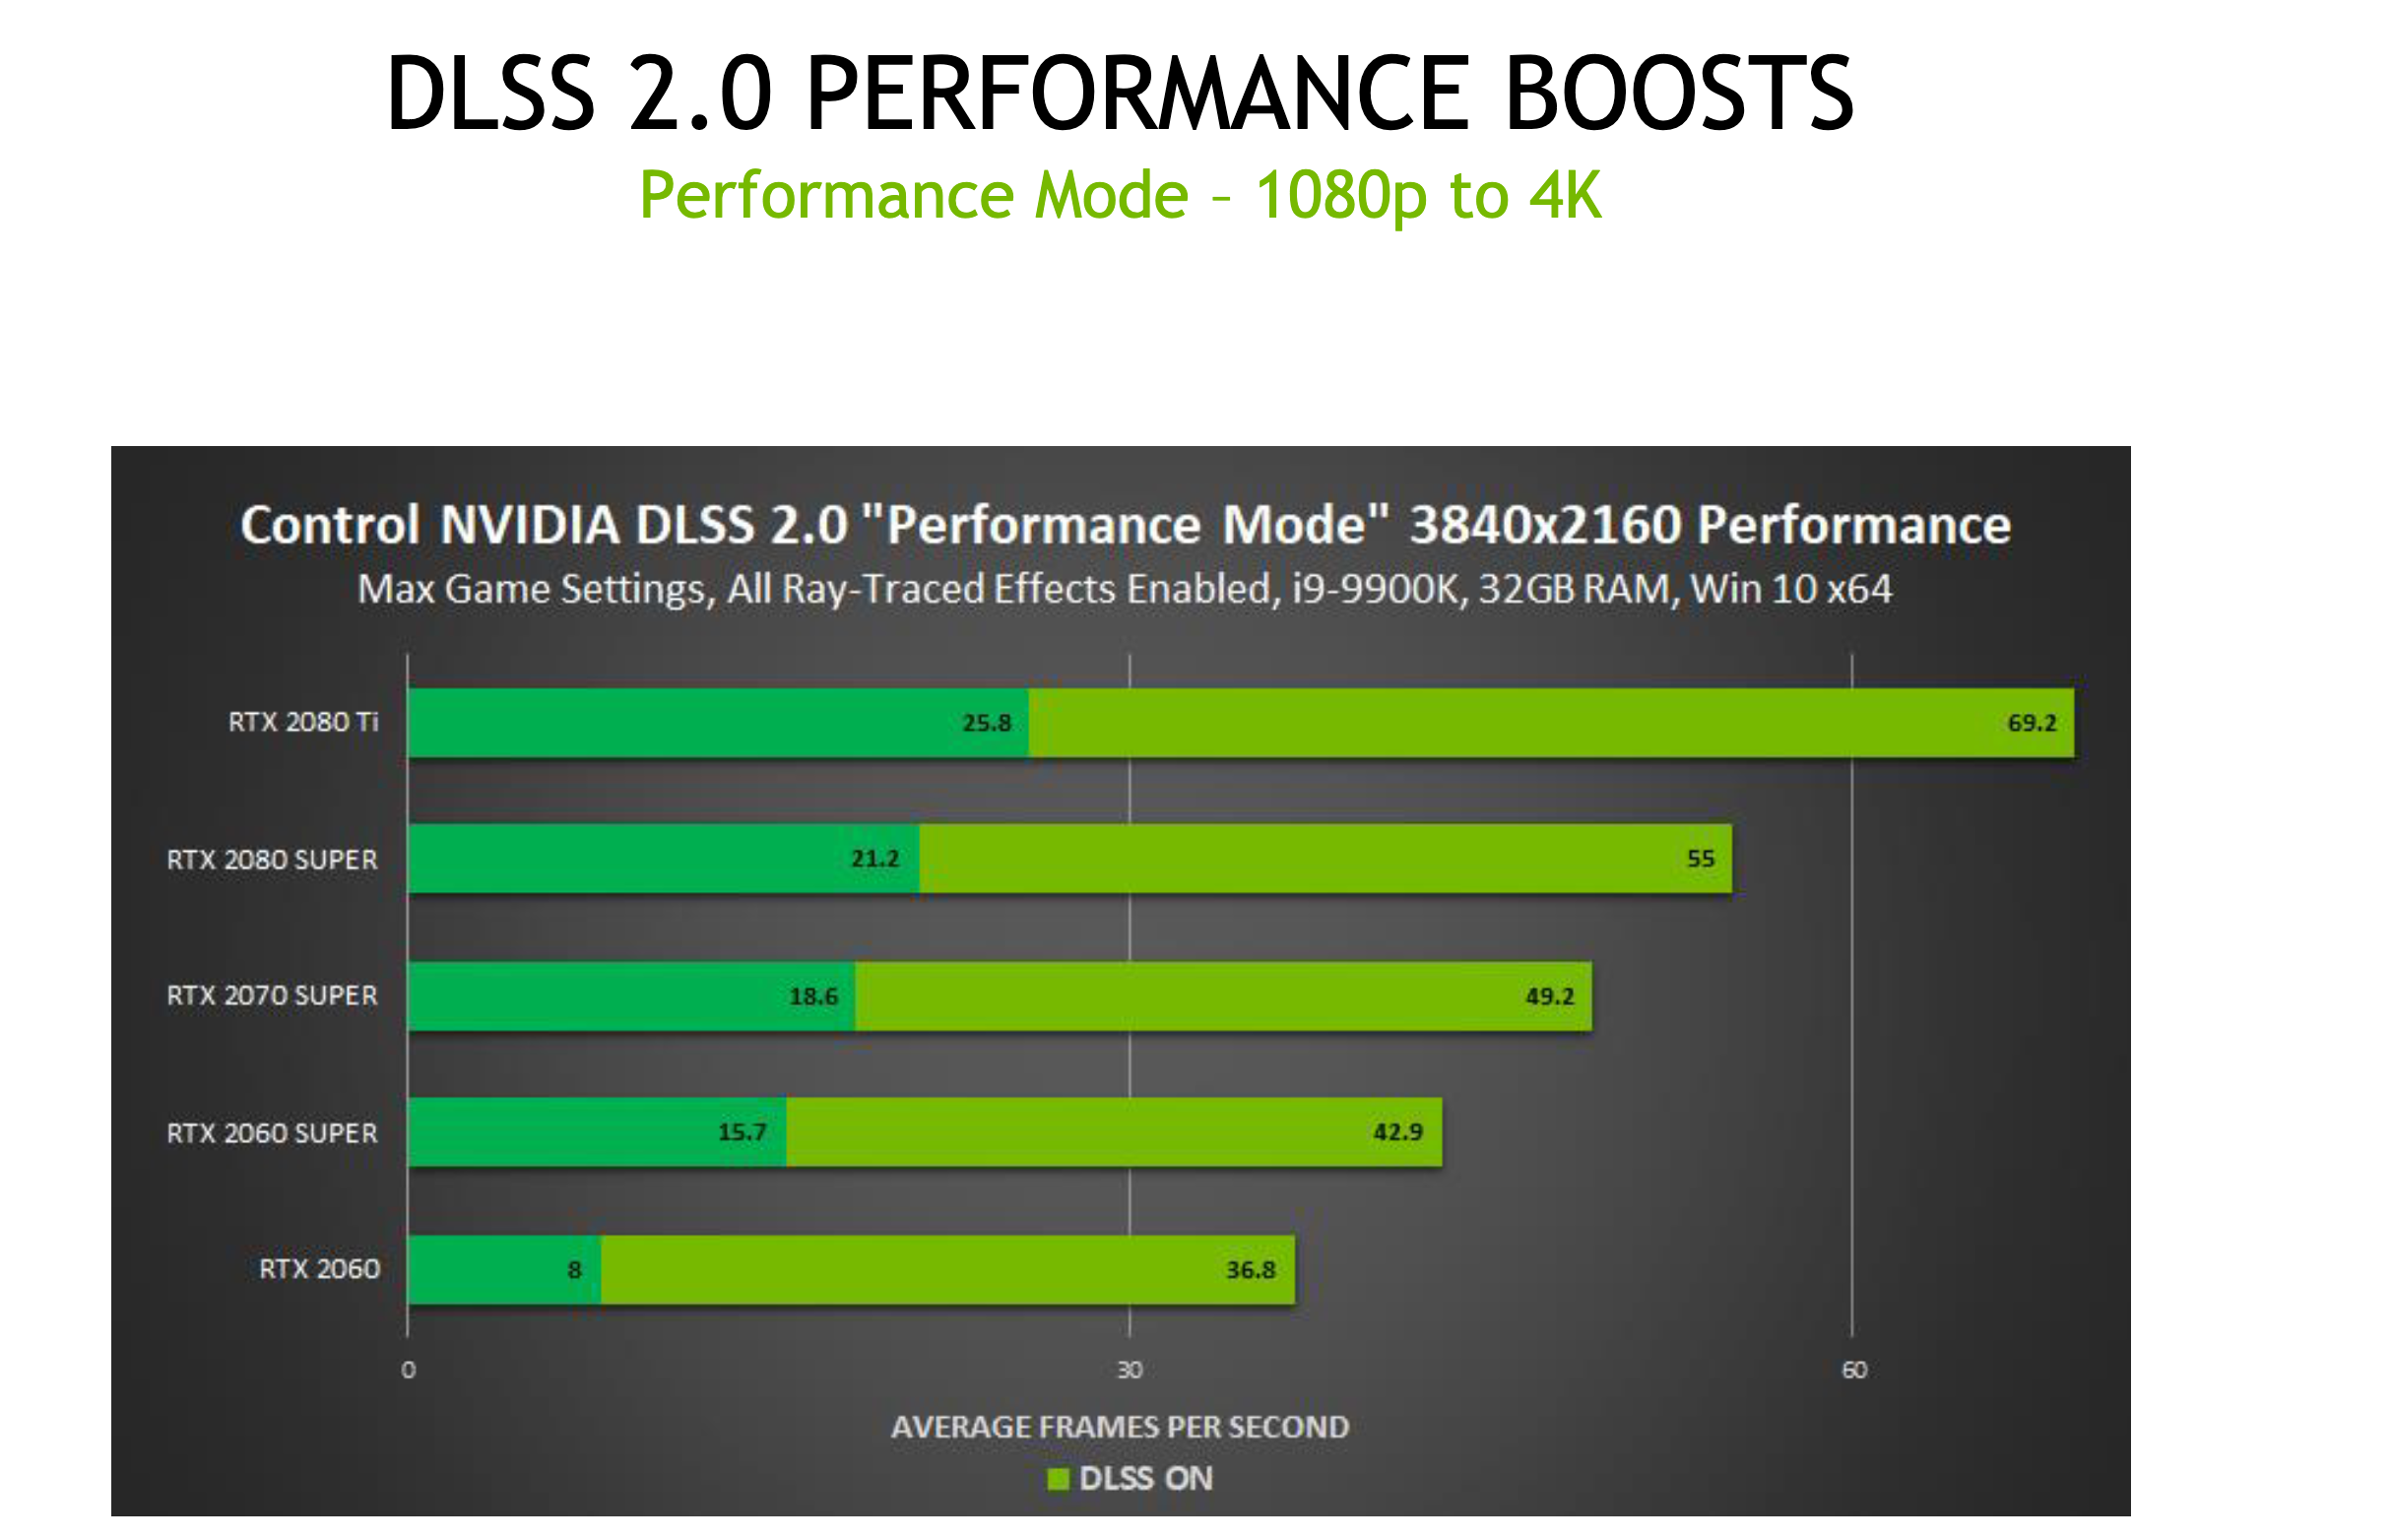 DLSS 2.0 PERFORMANCE BOOSTS
Performance Mode – 1080p to 4K
Control NVIDIA DLSS 2.0 "Performance Mode" 3840x2160 Performance
Max Game Settings, All Ray-Traced Effects Enabled, i9-9900K, 32GB RAM, Win 10 x64
RTX 2080 Ti 25.8 69.2
RTX 2080 SUPER 21.2 55
RTX 2070 SUPER 18.6 49.2
RTX 2060 SUPER 15.7 42.9
RTX 2060 8 36.8
0 30 60
AVERAGE FRAMES PER SECOND
DLSS ON